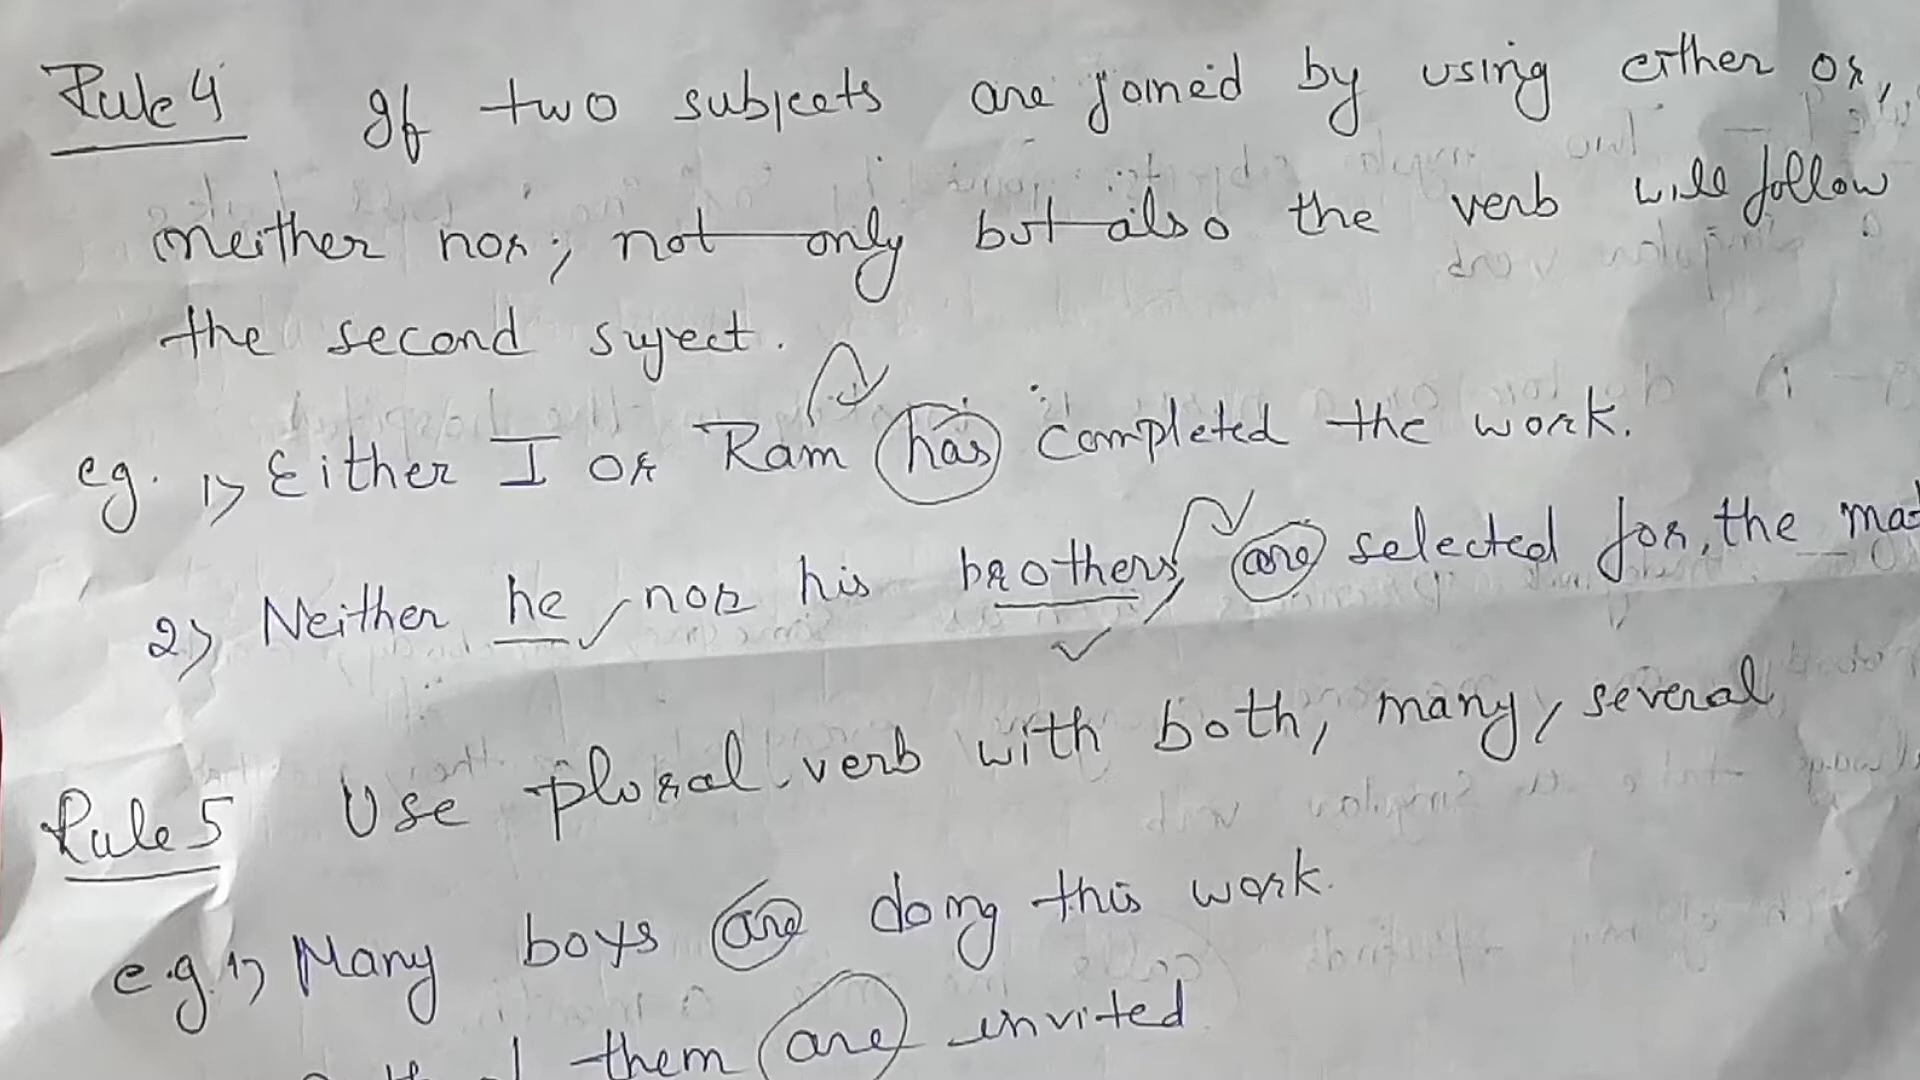 Rule 4 If two subjects are joined by using either or,
neither nor; not only but also the verb will follow
the second suject.
eg. 1) Either I or Ram has completed the work.
2) Neither he nor his brothers are selected for the mat
Rule 5 Use plural verb with both, many, several
e.g. 1) Many boys are doing this work.
them are invited